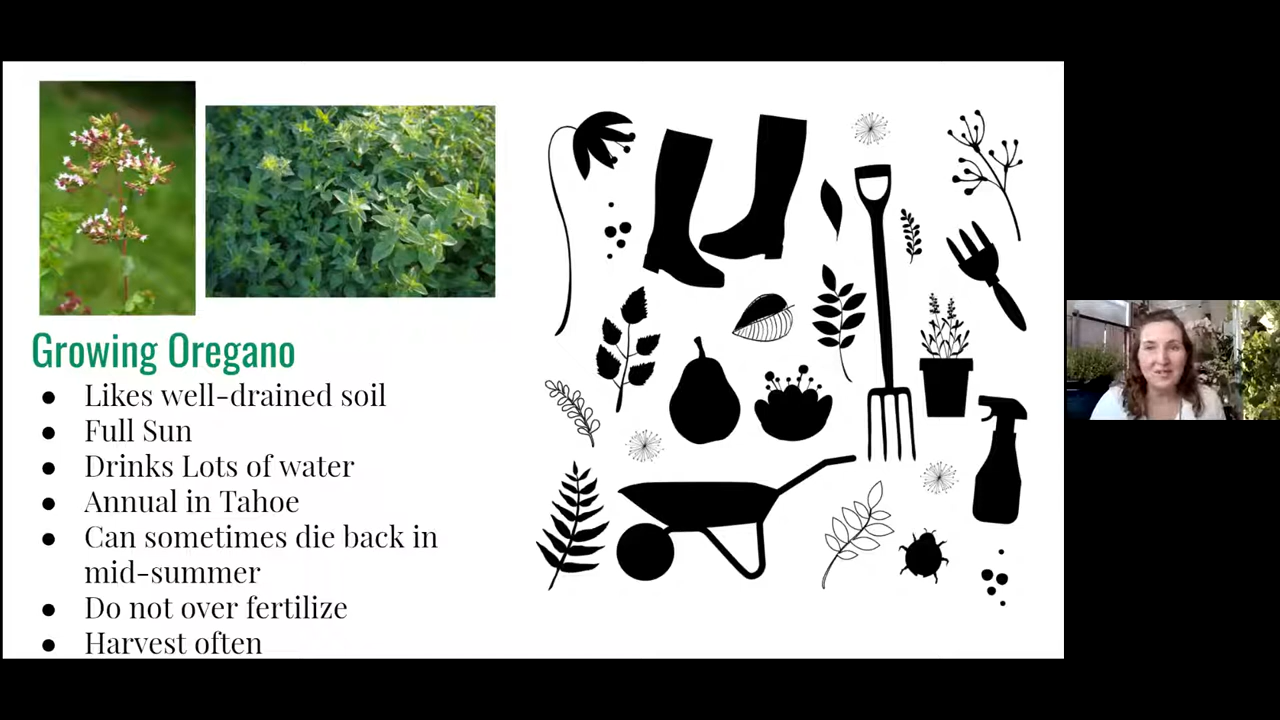 Growing Oregano
● Likes well-drained soil
● Full Sun
● Drinks Lots of water
● Annual in Tahoe
● Can sometimes die back in
mid-summer
● Do not over fertilize
● Harvest often